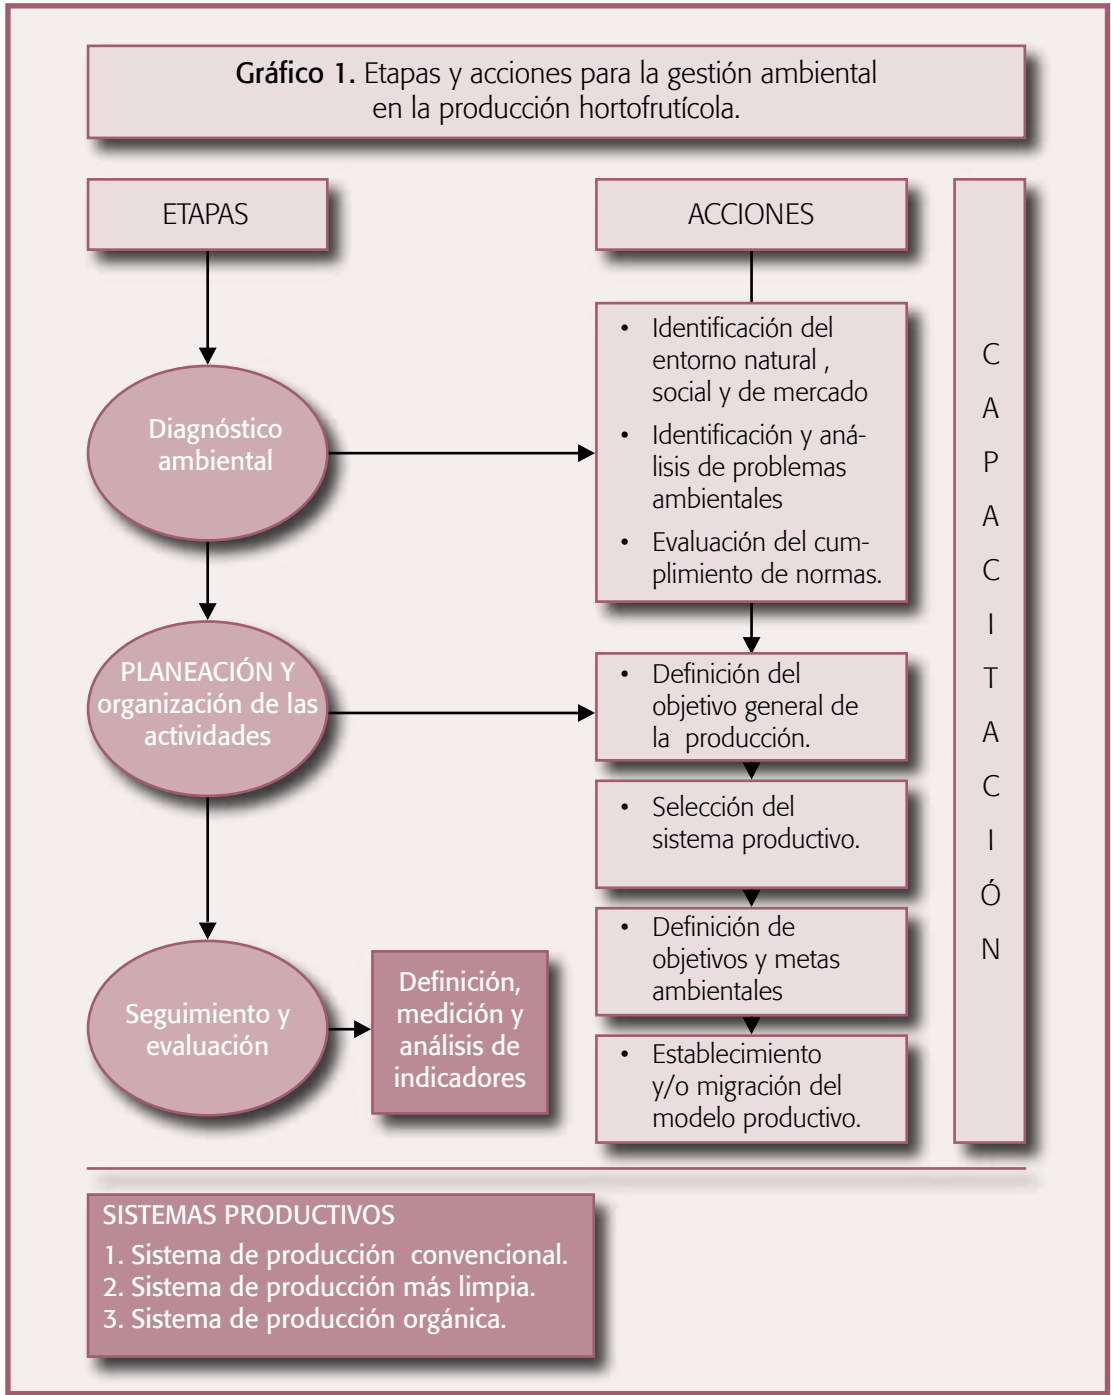 Gráfico 1. Etapas y acciones para la gestión ambiental
en la producción hortofrutícola.
ETAPAS
ACCIONES
Diagnóstico
ambiental
• Identificación del
entorno natural ,
social y de mercado
• Identificación y aná-
lisis de problemas
ambientales
• Evaluación del cum-
plimiento de normas.
PLANEACIÓN Y
organización de las
actividades
• Definición del
objetivo general de
la producción.
• Selección del
sistema productivo.
• Definición de
objetivos y metas
ambientales
Seguimiento y
evaluación
Definición,
medición y
análisis de
indicadores
• Establecimiento
y/o migración del
modelo productivo.
C
A
P
A
C
I
T
A
C
I
Ó
N
SISTEMAS PRODUCTIVOS
1. Sistema de producción convencional.
2. Sistema de producción más limpia.
3. Sistema de producción orgánica.